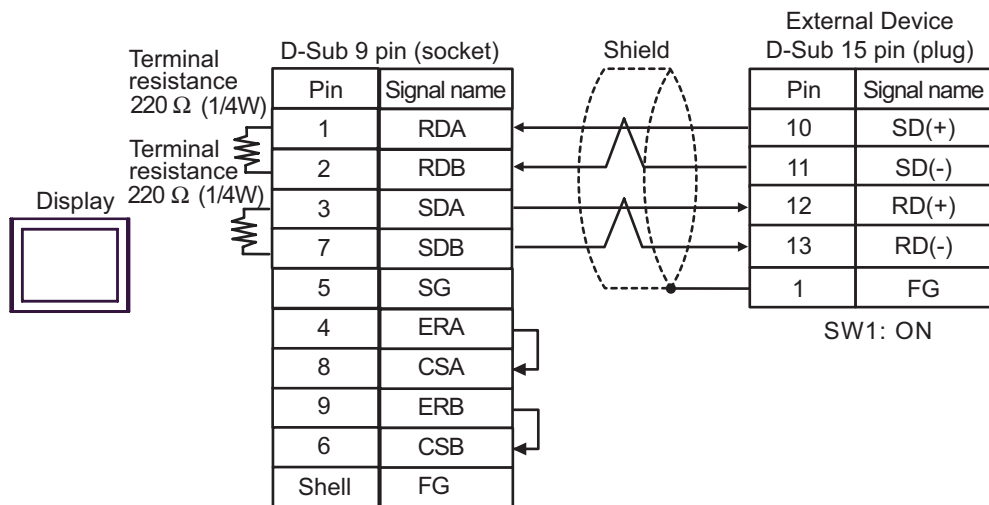 External Device
D-Sub 9 pin (socket)
Shield
D-Sub 15 pin (plug)
Terminal
resistance
220 Ω (1/4W)
Terminal
resistance
220 Ω (1/4W)
Display
Pin Signal name
1 RDA
2 RDB
3 SDA
7 SDB
5 SG
4 ERA
8 CSA
9 ERB
6 CSB
Shell FG
Pin Signal name
10 SD(+)
11 SD(-)
12 RD(+)
13 RD(-)
1 FG
SW1: ON